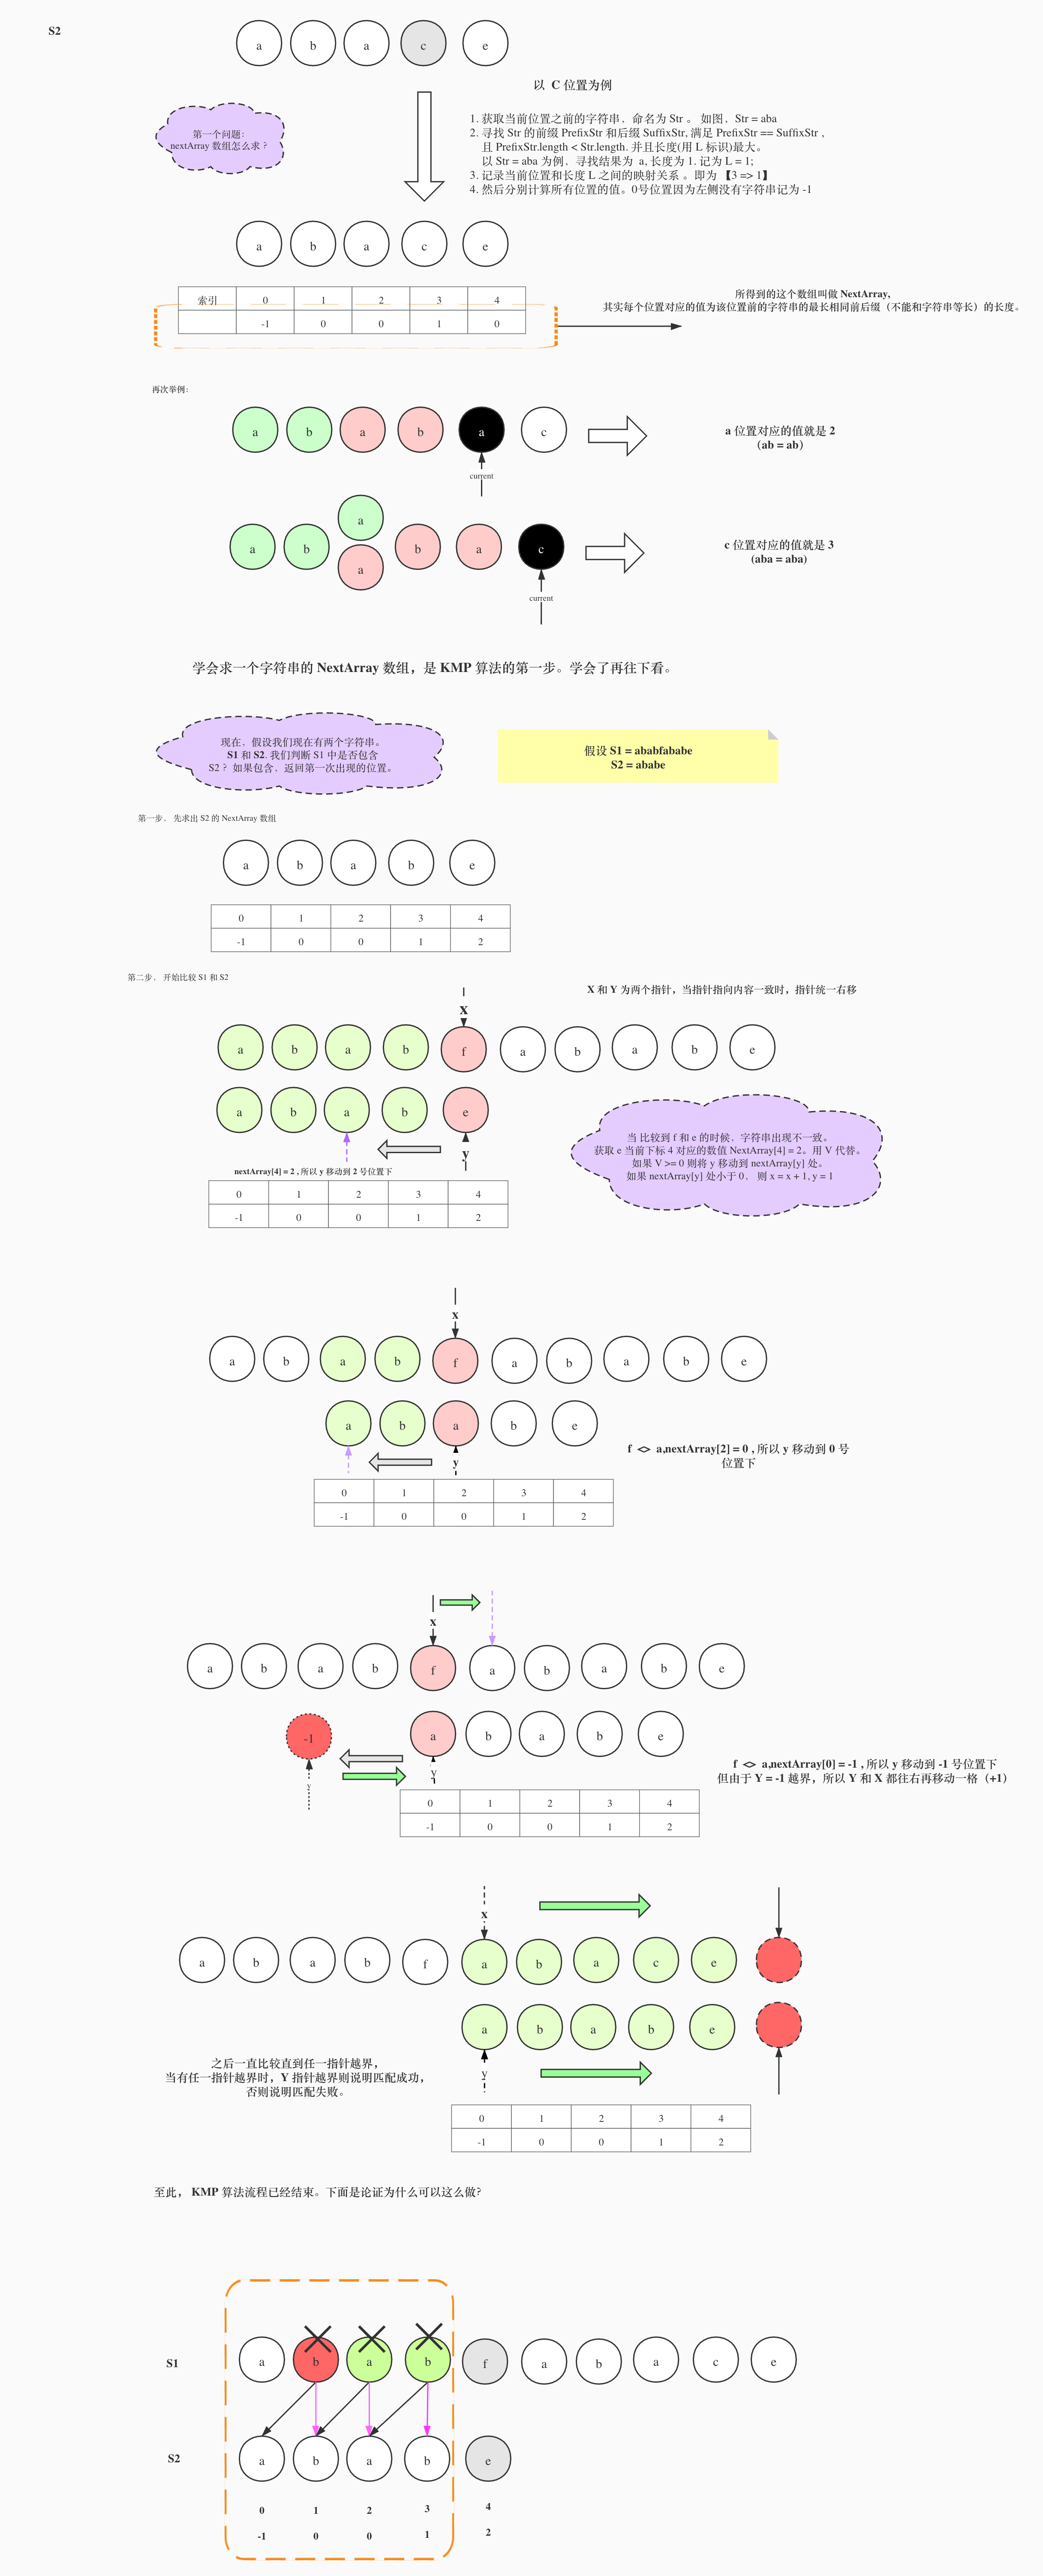 S2
a b a c e
以 C 位置为例
1. 获取当前位置之前的字符串，命名为 Str 。 如图，Str = aba
2. 寻找 Str 的前缀 PrefixStr 和后缀 SuffixStr, 满足 PrefixStr == SuffixStr ,
且 PrefixStr.length < Str.length. 并且长度(用 L 标识)最大。
以 Str = aba 为例，寻找结果为 a, 长度为 1. 记为 L = 1;
3. 记录当前位置和长度 L 之间的映射关系 。即为 【3 => 1】
4. 然后分别计算所有位置的值。0号位置因为左侧没有字符串记为 -1
第一个问题：
nextArray 数组怎么求？
a b a c e
索引 0 1 2 3 4
-1 0 0 1 0
所得到的这个数组叫做 NextArray,
其实每个位置对应的值为该位置前的字符串的最长相同前后缀（不能和字符串等长）的长度。
再次举例：
a b a b a c
a 位置对应的值就是 2
（ab = ab）
current
a
a b b a c
a
c 位置对应的值就是 3
(aba = aba)
current
学会求一个字符串的 NextArray 数组，是 KMP 算法的第一步。学会了再往下看。
现在，假设我们现在有两个字符串。
S1 和 S2. 我们判断 S1 中是否包含
S2 ？ 如果包含，返回第一次出现的位置。
假设 S1 = ababfababe
S2 = ababe
第一步， 先求出 S2 的 NextArray 数组
a b a b e
0 1 2 3 4
-1 0 0 1 2
第二步， 开始比较 S1 和 S2
X 和 Y 为两个指针，当指针指向内容一致时，指针统一右移
x
a b a b f a b a b e
a b a b e
y
nextArray[4] = 2 , 所以 y 移动到 2 号位置下
0 1 2 3 4
-1 0 0 1 2
当 比较到 f 和 e 的时候，字符串出现不一致。
获取 e 当前下标 4 对应的数值 NextArray[4] = 2。用 V 代替。
如果 V >= 0 则将 y 移动到 nextArray[y] 处。
如果 nextArray[y] 处小于 0， 则 x = x + 1, y = 1
x
a b a b f a b a b e
a b a b e
y
f <> a,nextArray[2] = 0 , 所以 y 移动到 0 号
位置下
0 1 2 3 4
-1 0 0 1 2
x
a b a b f a b a b e
-1 a b a b e
y y
f <> a,nextArray[0] = -1 , 所以 y 移动到 -1 号位置下
但由于 Y = -1 越界，所以 Y 和 X 都往右再移动一格（+1）
0 1 2 3 4
-1 0 0 1 2
x
a b a b f a b a c e
a b a b e
y
之后一直比较直到任一指针越界，
当有任一指针越界时，Y 指针越界则说明匹配成功，
否则说明匹配失败。
0 1 2 3 4
-1 0 0 1 2
至此， KMP 算法流程已经结束。下面是论证为什么可以这么做?
S1 a b a b f a b a c e
S2 a b a b e
0 1 2 3 4
-1 0 0 1 2